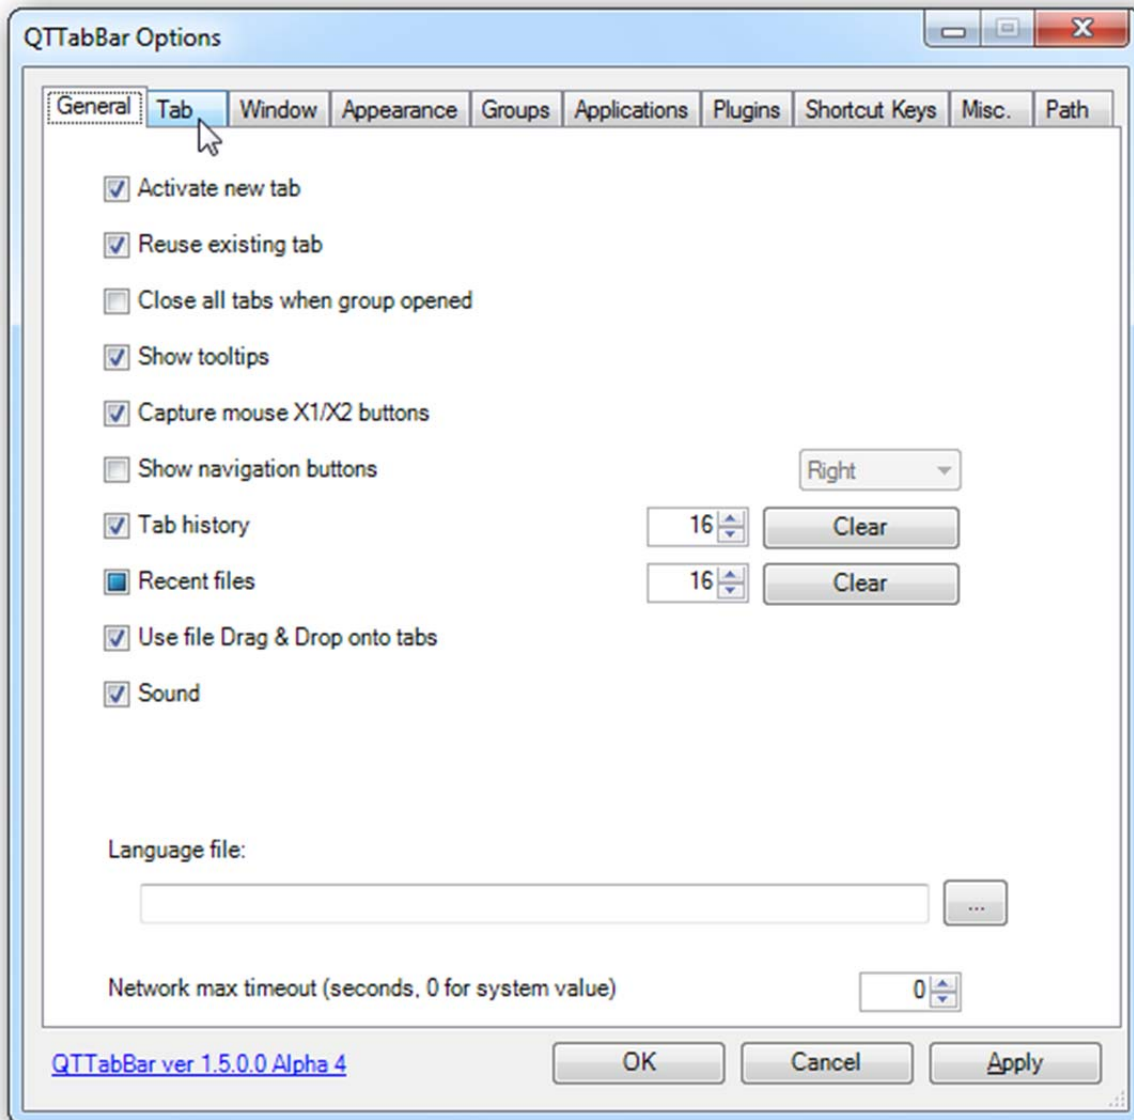 QTTabBar Options
General Tab Window Appearance Groups Applications Plugins Shortcut Keys Misc. Path
Activate new tab
Reuse existing tab
Close all tabs when group opened
Show tooltips
Capture mouse X1/X2 buttons
Show navigation buttons Right
Tab history 16 Clear
Recent files 16 Clear
Use file Drag & Drop onto tabs
Sound
Language file:
...
Network max timeout (seconds, 0 for system value) 0
QTTabBar ver 1.5.0.0 Alpha 4 OK Cancel Apply